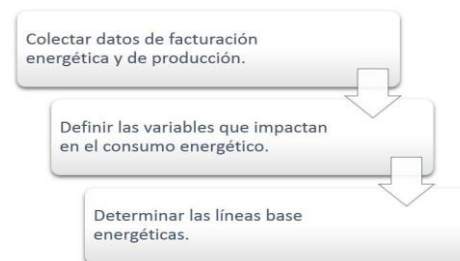 Colectar datos de facturación
energética y de producción.
Definir las variables que impactan
en el consumo energético.
Determinar las líneas base
energéticas.